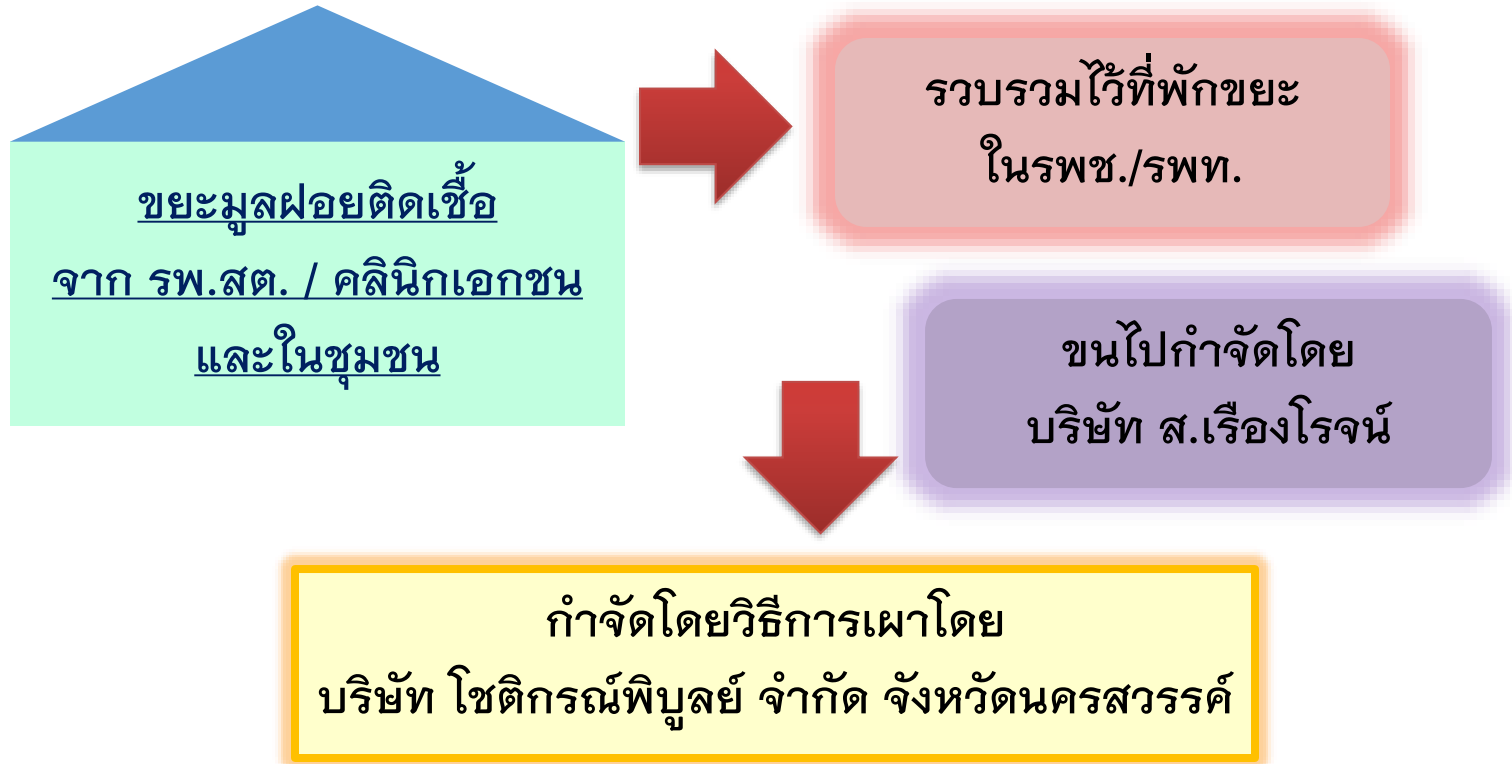 ขยะมูลฝอยติดเชื้อ
จาก รพ.สต. / คลินิกเอกชน
และในชุมชน
รวบรวมไว้ที่พักขยะ
ในรพช./รพท.
ขนไปกำจัดโดย
บริษัท ส.เรืองโรจน์
กำจัดโดยวิธีการเผาโดย
บริษัท โชติกรณ์พิบูลย์ จำกัด จังหวัดนครสวรรค์